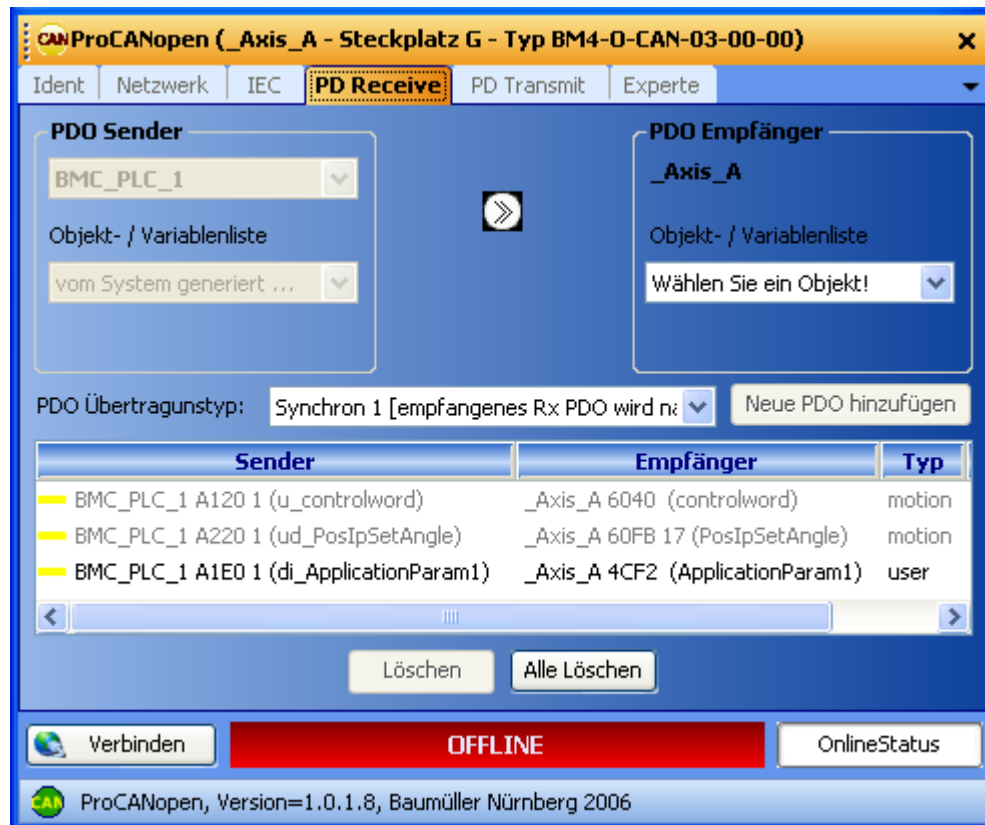 CAN ProCANopen (_Axis_A - Steckplatz G - Typ BM4-O-CAN-03-00-00)
Ident Netzwerk IEC PD Receive PD Transmit Experte
PDO Sender
PDO Empfänger
BMC_PLC_1
_Axis_A
Objekt- / Variablenliste
Objekt- / Variablenliste
vom System generiert ...
Wählen Sie ein Objekt!
PDO Übertragunstyp: Synchron 1 [empfangenes Rx PDO wird Neue PDO hinzufügen
Sender Empfänger Typ
BMC_PLC_1 A120 1 (u_controlword) _Axis_A 6040 (controlword) motion
BMC_PLC_1 A220 1 (ud_PosIpSetAngle) _Axis_A 60FB 17 (PosIpSetAngle) motion
BMC_PLC_1 A1E0 1 (di_ApplicationParam1) _Axis_A 4CF2 (ApplicationParam1) user
Löschen Alle Löschen
Verbinden OFFLINE OnlineStatus
CAN ProCANopen, Version=1.0.1.8, Baumüller Nürnberg 2006